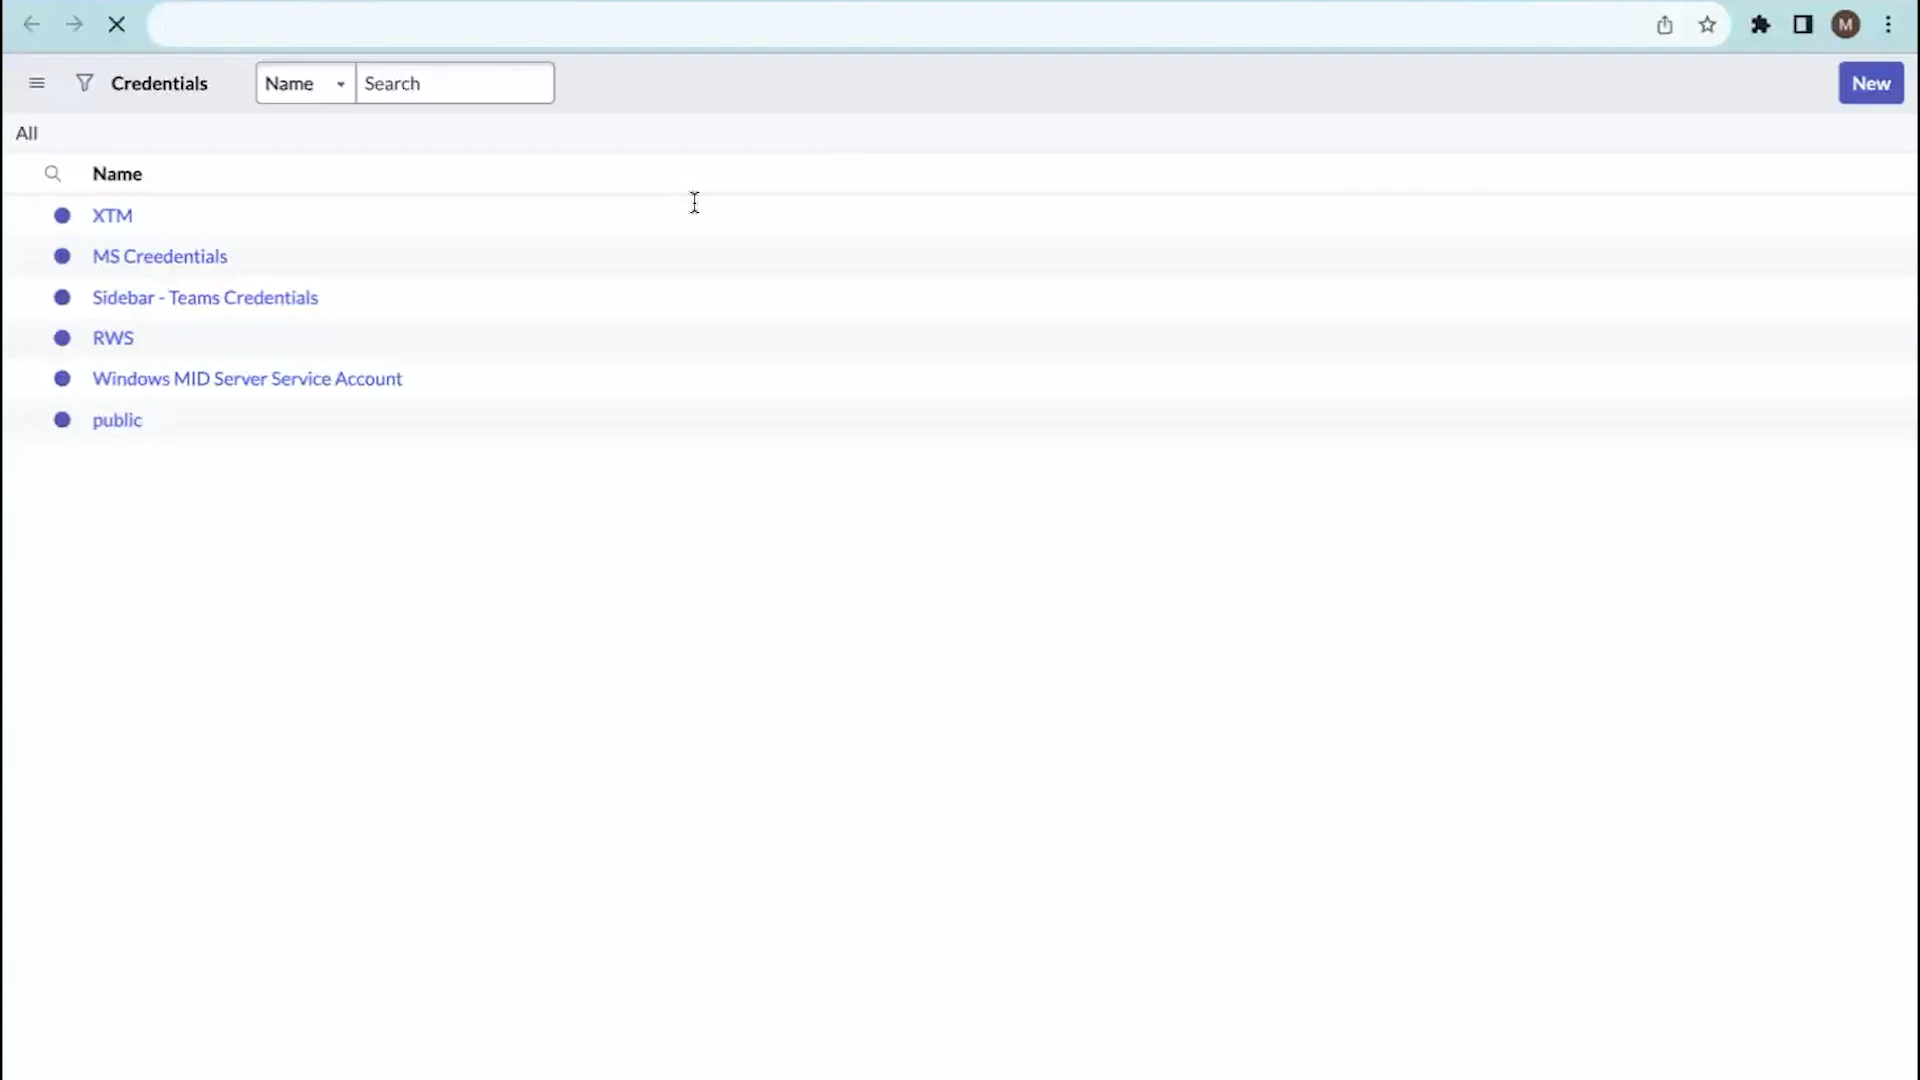 M
Credentials
Name
Search
New
All
Name
XTM
MS Creedentials
Sidebar - Teams Credentials
RWS
Windows MID Server Service Account
public